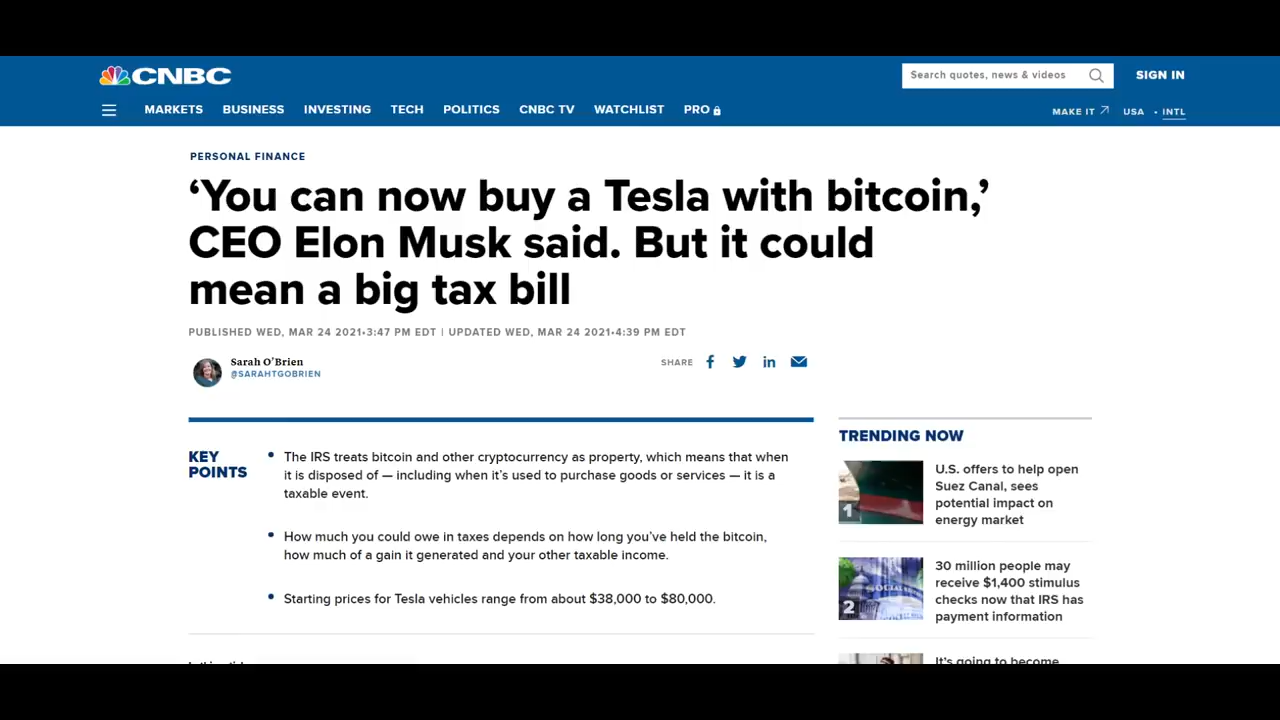 CNBC
Search quotes, news & videos
SIGN IN
MARKETS BUSINESS INVESTING TECH POLITICS CNBC TV WATCHLIST PRO
MAKE IT USA • INTL
PERSONAL FINANCE
‘You can now buy a Tesla with bitcoin,’
CEO Elon Musk said. But it could
mean a big tax bill
PUBLISHED WED, MAR 24 2021•3:47 PM EDT | UPDATED WED, MAR 24 2021•4:39 PM EDT
Sarah O’Brien
@SARAHTGOBRIEN
SHARE
KEY
POINTS
• The IRS treats bitcoin and other cryptocurrency as property, which means that when
it is disposed of — including when it’s used to purchase goods or services — it is a
taxable event.
• How much you could owe in taxes depends on how long you’ve held the bitcoin,
how much of a gain it generated and your other taxable income.
• Starting prices for Tesla vehicles range from about $38,000 to $80,000.
TRENDING NOW
1
U.S. offers to help open
Suez Canal, sees
potential impact on
energy market
2
30 million people may
receive $1,400 stimulus
checks now that IRS has
payment information
It’s going to become